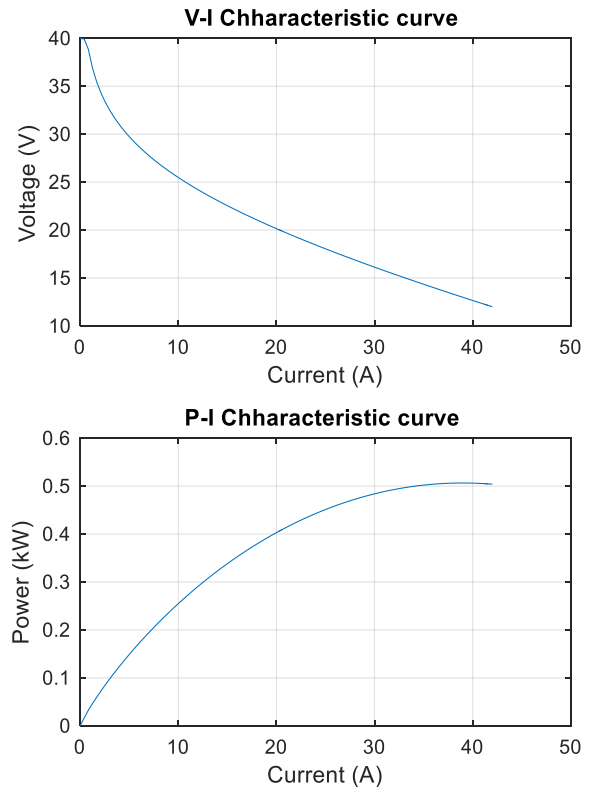 V-I Chharacteristic curve
40
35
30
25
20
15
10
Voltage (V)
0 10 20 30 40 50
Current (A)
P-I Chharacteristic curve
0.6
0.5
0.4
0.3
0.2
0.1
0
Power (kW)
0 10 20 30 40 50
Current (A)